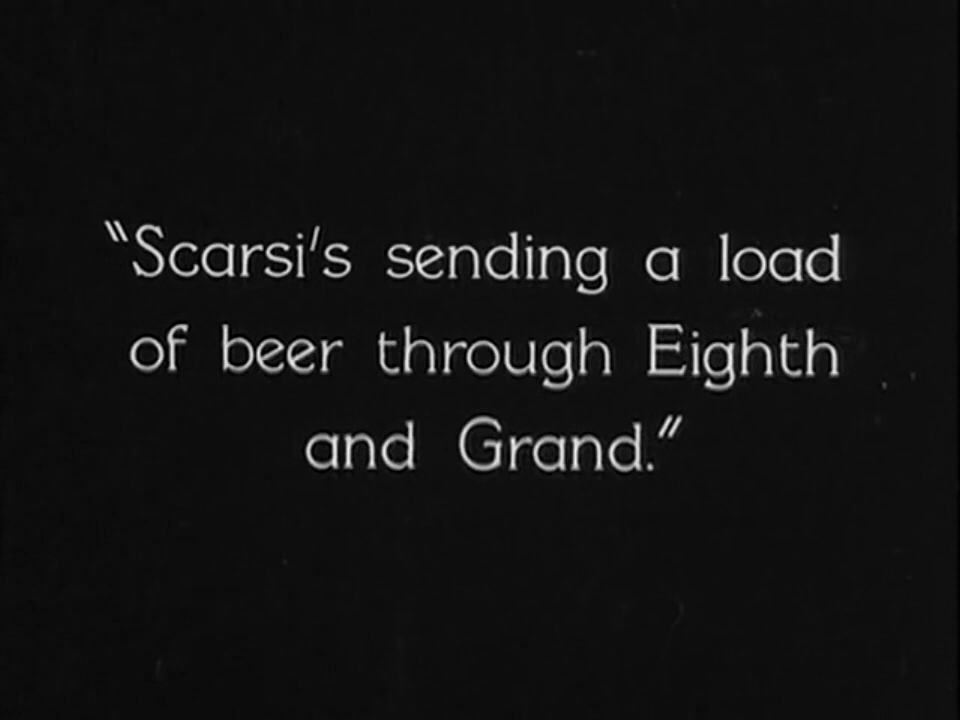 “Scarsi's sending a load
of beer through Eighth
and Grand.”